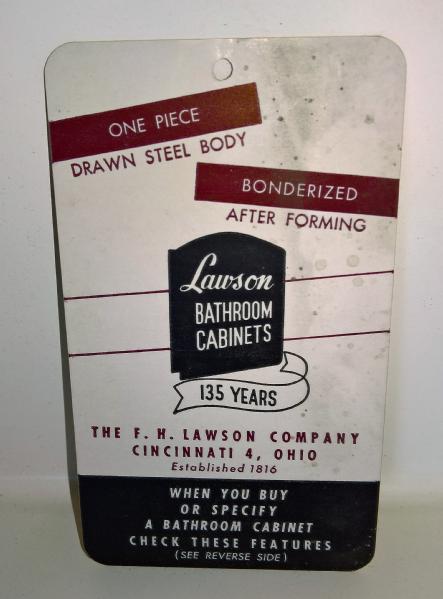 ONE PIECE
DRAWN STEEL BODY
BONDERIZED
AFTER FORMING
Lawson
BATHROOM
CABINETS
135 YEARS
THE F. H. LAWSON COMPANY
CINCINNATI 4, OHIO
Established 1816
WHEN YOU BUY
OR SPECIFY
A BATHROOM CABINET
CHECK THESE FEATURES
(SEE REVERSE SIDE)